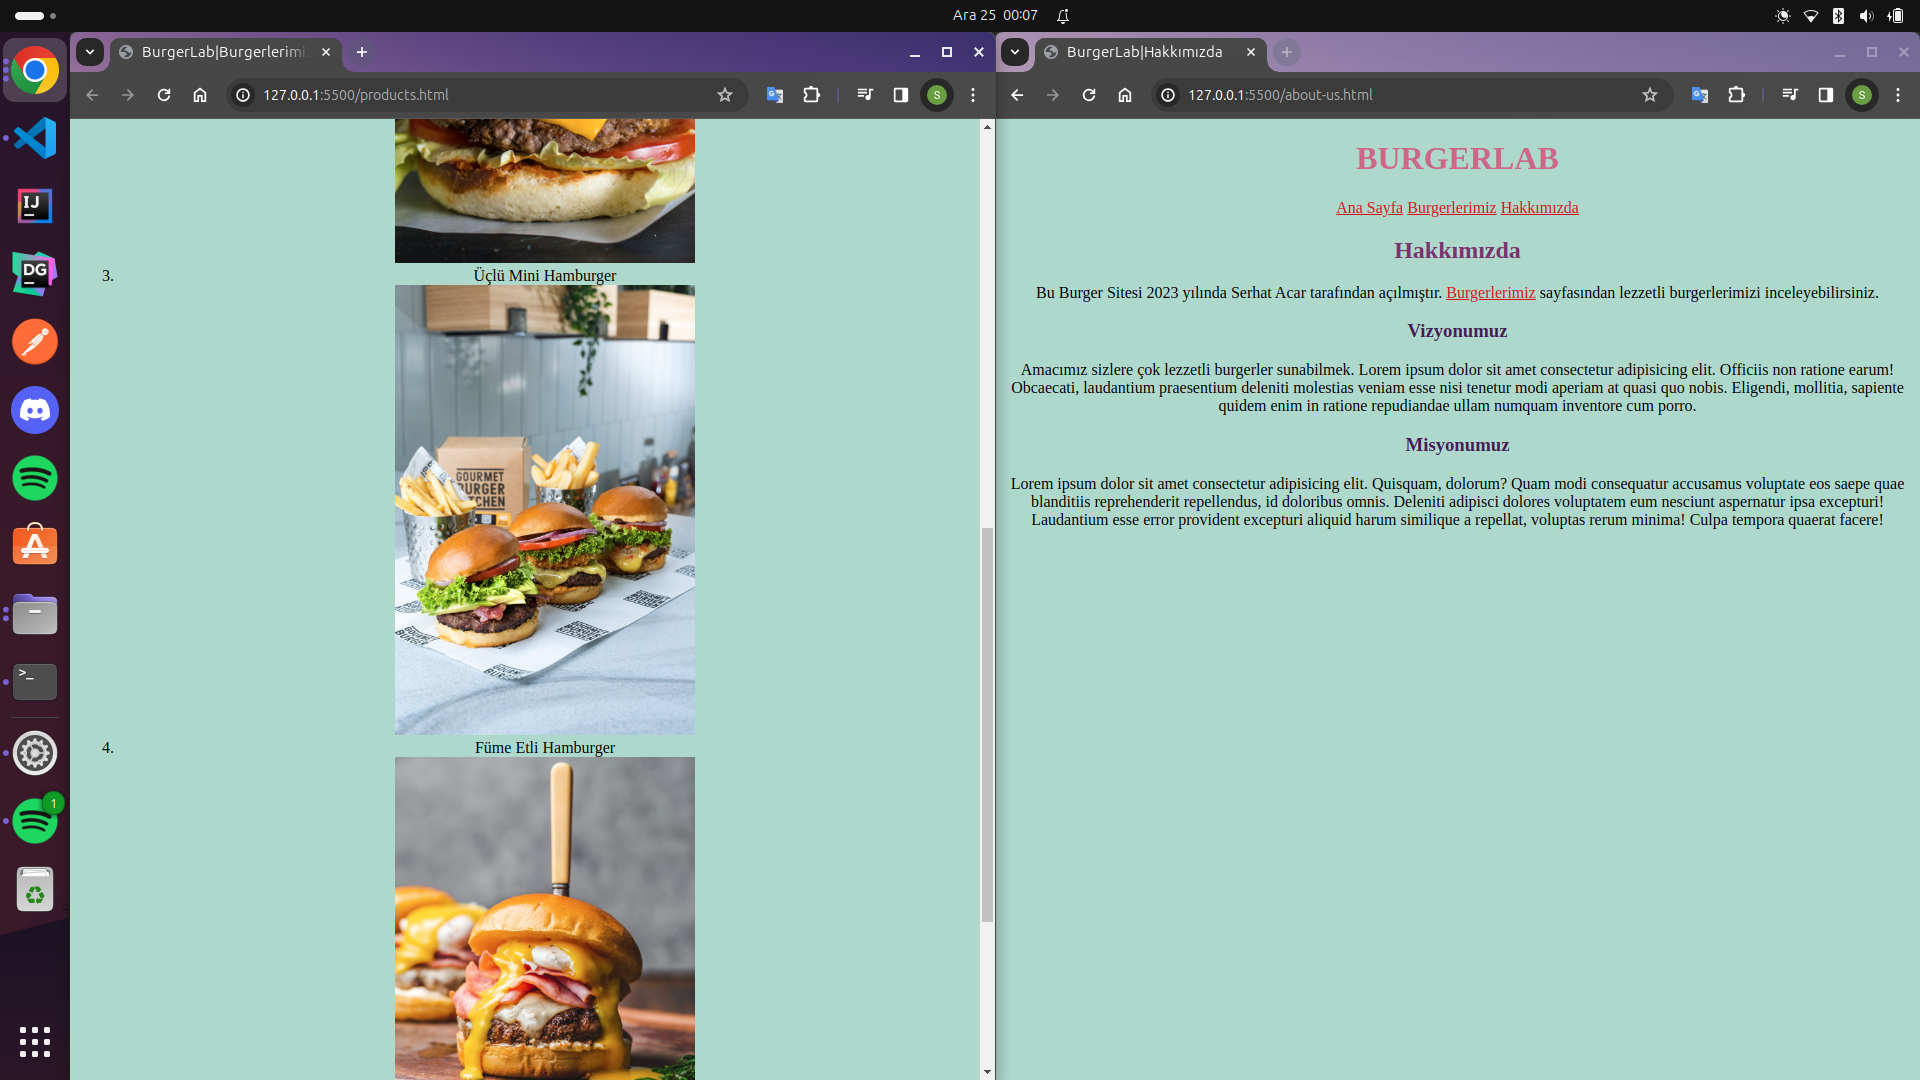 Ara 25 00:07
BurgerLab|Burgerlerimi
127.0.0.1:5500/products.html
S
3.
Üçlü Mini Hamburger
GOURMET
BURGER
KITCHEN
4.
Füme Etli Hamburger
BurgerLab|Hakkımızda
127.0.0.1:5500/about-us.html
S
BURGERLAB
Ana Sayfa Burgerlerimiz Hakkımızda
Hakkımızda
Bu Burger Sitesi 2023 yılında Serhat Acar tarafından açılmıştır. Burgerlerimiz sayfasından lezzetli burgerlerimizi inceleyebilirsiniz.
Vizyonumuz
Amacımız sizlere çok lezzetli burgerler sunabilmek. Lorem ipsum dolor sit amet consectetur adipisicing elit. Officiis non ratione earum!
Obcaecati, laudantium praesentium deleniti molestias veniam esse nisi tenetur modi aperiam at quasi quo nobis. Eligendi, mollitia, sapiente
quidem enim in ratione repudiandae ullam numquam inventore cum porro.
Misyonumuz
Lorem ipsum dolor sit amet consectetur adipisicing elit. Quisquam, dolorum? Quam modi consequatur accusamus voluptate eos saepe quae
blanditiis reprehenderit repellendus, id doloribus omnis. Deleniti adipisci dolores voluptatem eum nesciunt aspernatur ipsa excepturi!
Laudantium esse error provident excepturi aliquid harum similique a repellat, voluptas rerum minima! Culpa tempora quaerat facere!
IJ
DG
>_
1